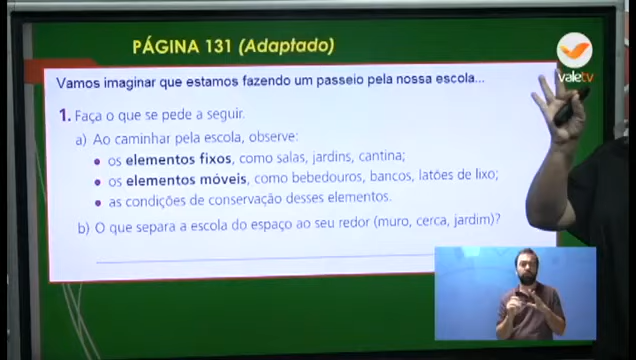 PÁGINA 131 (Adaptado)
valetv
Vamos imaginar que estamos fazendo um passeio pela nossa escola...
1. Faça o que se pede a seguir.
a) Ao caminhar pela escola, observe:
• os elementos fixos, como salas, jardins, cantina;
• os elementos móveis, como bebedouros, bancos, latões de lixo;
• as condições de conservação desses elementos.
b) O que separa a escola do espaço ao seu redor (muro, cerca, jardim)?